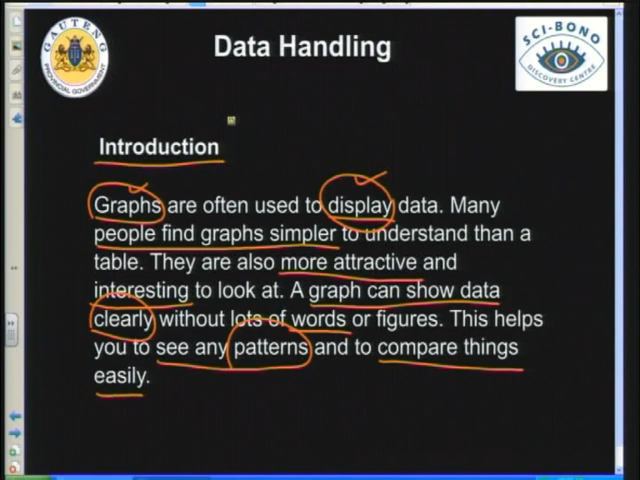 GAUTENG
PROVINCIAL GOVERNMENT
Data Handling
SCI-BONO
DISCOVERY CENTRE
Introduction
Graphs are often used to display data. Many
people find graphs simpler to understand than a
table. They are also more attractive and
interesting to look at. A graph can show data
clearly without lots of words or figures. This helps
you to see any patterns and to compare things
easily.